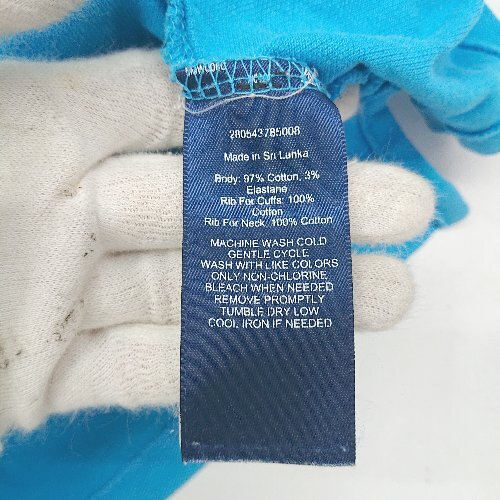 280543785008
Made in Sri Lanka
Body: 97% Cotton, 3%
Elastane
Rib For Cuffs: 100%
Cotton
Rib For Neck: 100% Cotton
MACHINE WASH COLD
GENTLE CYCLE
WASH WITH LIKE COLORS
ONLY NON-CHLORINE
BLEACH WHEN NEEDED
REMOVE PROMPTLY
TUMBLE DRY LOW
COOL IRON IF NEEDED